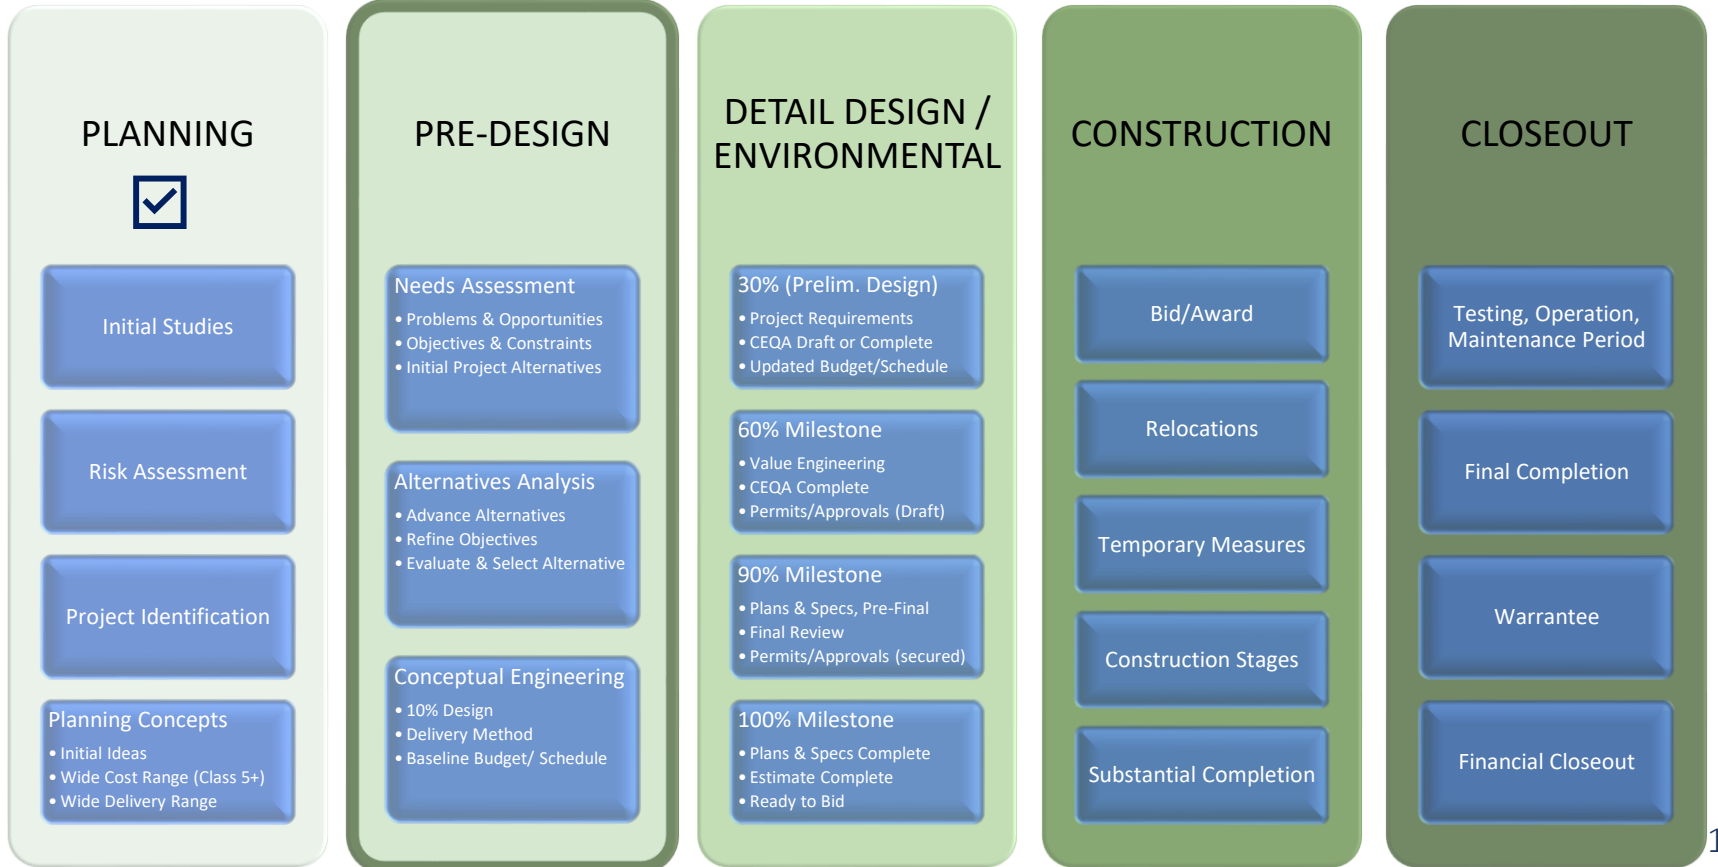 PLANNING
Initial Studies
Risk Assessment
Project Identification
Planning Concepts
• Initial Ideas
• Wide Cost Range (Class 5+)
• Wide Delivery Range
PRE-DESIGN
Needs Assessment
• Problems & Opportunities
• Objectives & Constraints
• Initial Project Alternatives
Alternatives Analysis
• Advance Alternatives
• Refine Objectives
• Evaluate & Select Alternative
Conceptual Engineering
• 10% Design
• Delivery Method
• Baseline Budget/ Schedule
DETAIL DESIGN /
ENVIRONMENTAL
30% (Prelim. Design)
• Project Requirements
• CEQA Draft or Complete
• Updated Budget/Schedule
60% Milestone
• Value Engineering
• CEQA Complete
• Permits/Approvals (Draft)
90% Milestone
• Plans & Specs, Pre-Final
• Final Review
• Permits/Approvals (secured)
100% Milestone
• Plans & Specs Complete
• Estimate Complete
• Ready to Bid
CONSTRUCTION
Bid/Award
Relocations
Temporary Measures
Construction Stages
Substantial Completion
CLOSEOUT
Testing, Operation,
Maintenance Period
Final Completion
Warrantee
Financial Closeout
1